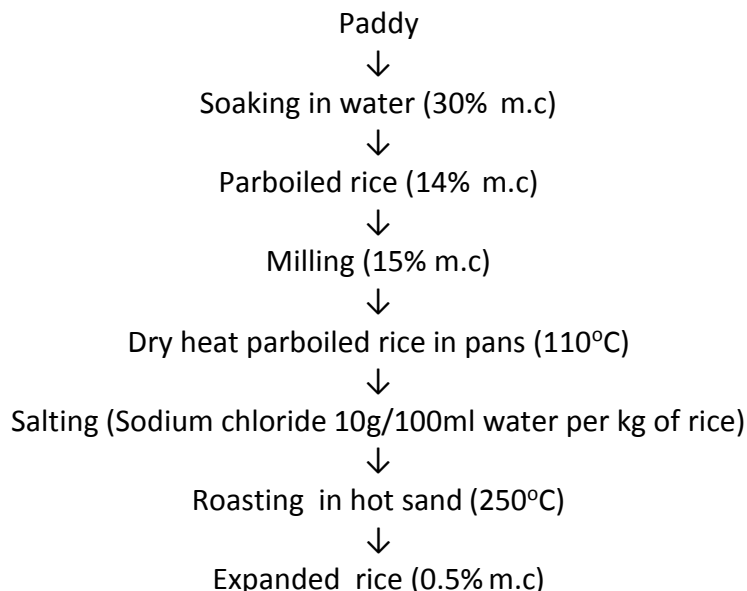 Paddy
↓
Soaking in water (30% m.c)
↓
Parboiled rice (14% m.c)
↓
Milling (15% m.c)
↓
Dry heat parboiled rice in pans (110°C)
↓
Salting (Sodium chloride 10g/100ml water per kg of rice)
↓
Roasting in hot sand (250°C)
↓
Expanded rice (0.5% m.c)